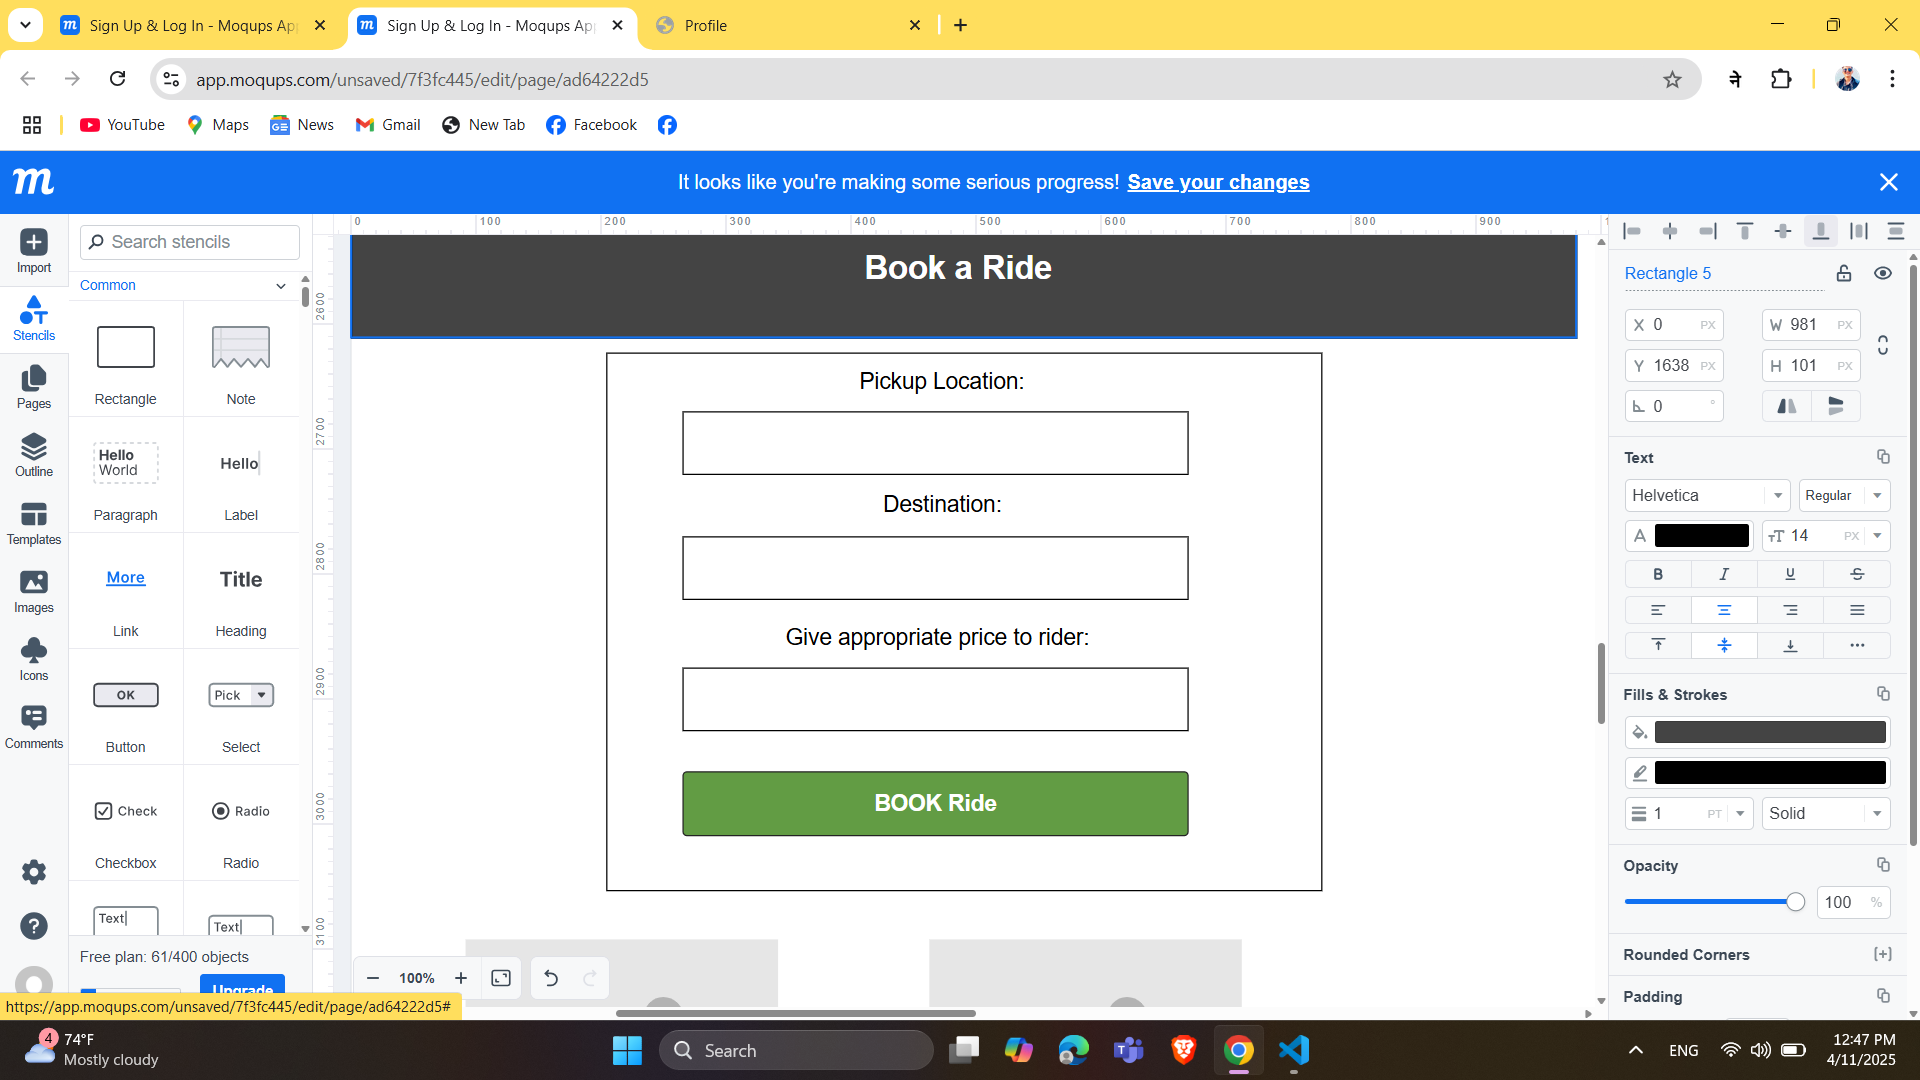 Sign Up & Log In - Moqups App
Sign Up & Log In - Moqups App
Profile
app.moqups.com/unsaved/7f3fc445/edit/page/ad64222d5
ने
YouTube
Maps
News
Gmail
New Tab
Facebook
m
It looks like you're making some serious progress! Save your changes
Import
Stencils
Pages
Outline
Templates
Images
Icons
Comments
Search stencils
Common
Rectangle
Note
Hello
World
Hello
Paragraph
Label
More
Title
Link
Heading
OK
Pick
Button
Select
Check
Radio
Checkbox
Radio
Text
Text
Free plan: 61/400 objects
Upgrade
https://app.moqups.com/unsaved/7f3fc445/edit/page/ad64222d5#
0 100 200 300 400 500 600 700 800 900
2600
2700
2800
2900
3000
3100
Book a Ride
Pickup Location:
Destination:
Give appropriate price to rider:
BOOK Ride
100%
Rectangle 5
X 0 PX
W 981 PX
Y 1638 PX
H 101 PX
0 °
Text
Helvetica
Regular
A
14 PX
B I U S
Fills & Strokes
1 PT
Solid
Opacity
100 %
Rounded Corners
Padding
4
74°F
Mostly cloudy
Search
ENG
12:47 PM
4/11/2025